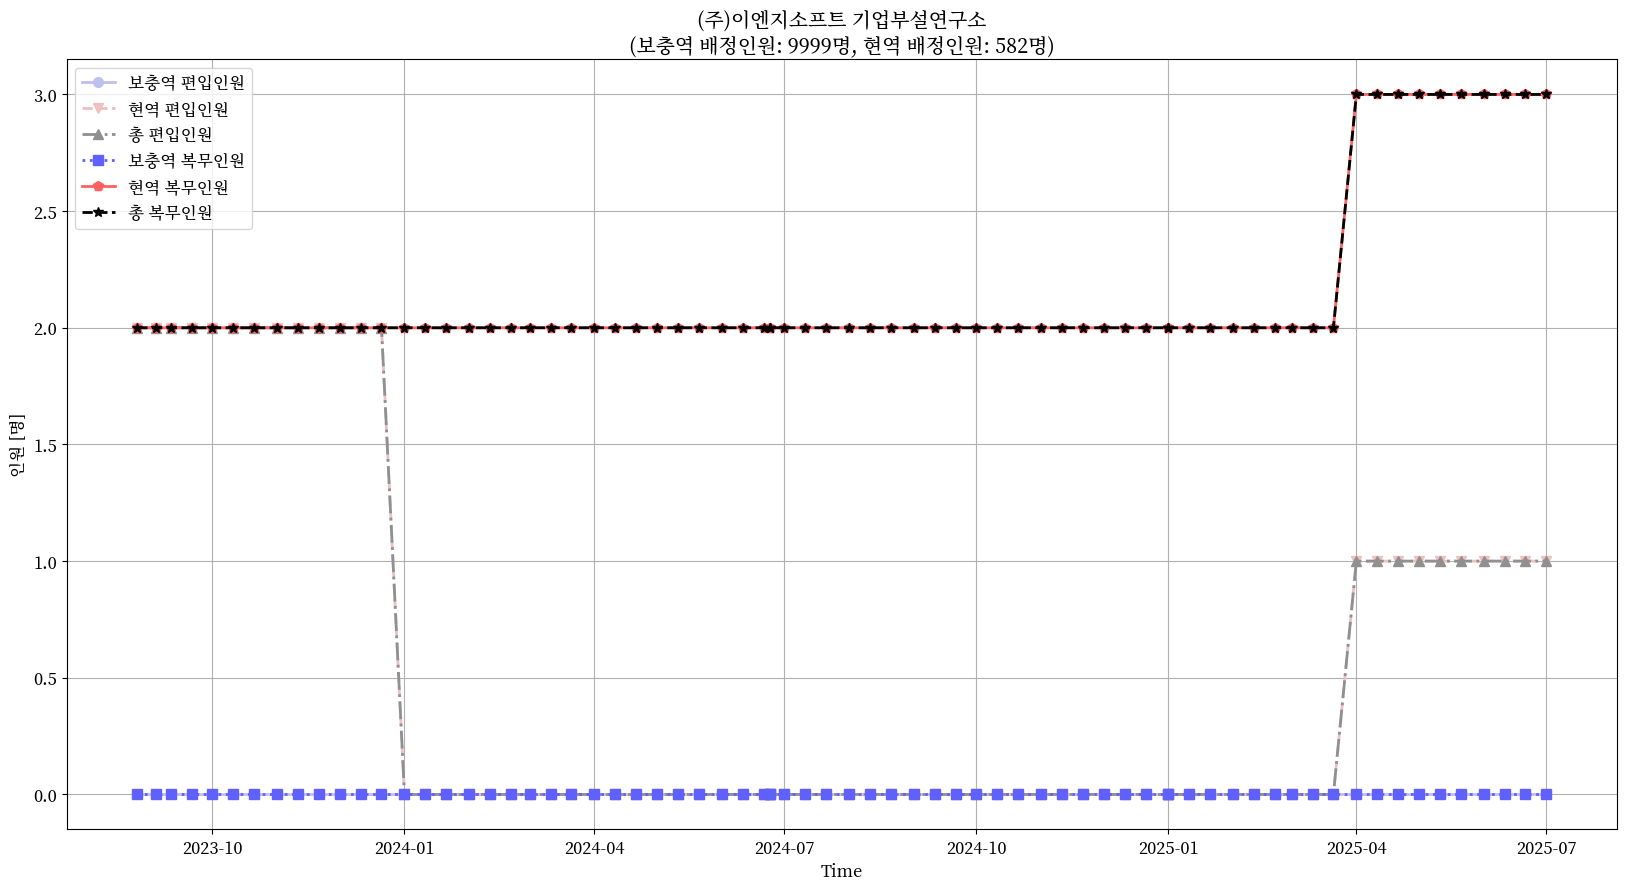 (주)이엔지소프트 기업부설연구소
(보충역 배정인원: 9999명, 현역 배정인원: 582명)
보충역 편입인원
현역 편입인원
총 편입인원
보충역 복무인원
현역 복무인원
총 복무인원
인원 [명]
3.0
2.5
2.0
1.5
1.0
0.5
0.0
2023-10
2024-01
2024-04
2024-07
2024-10
2025-01
2025-04
2025-07
Time